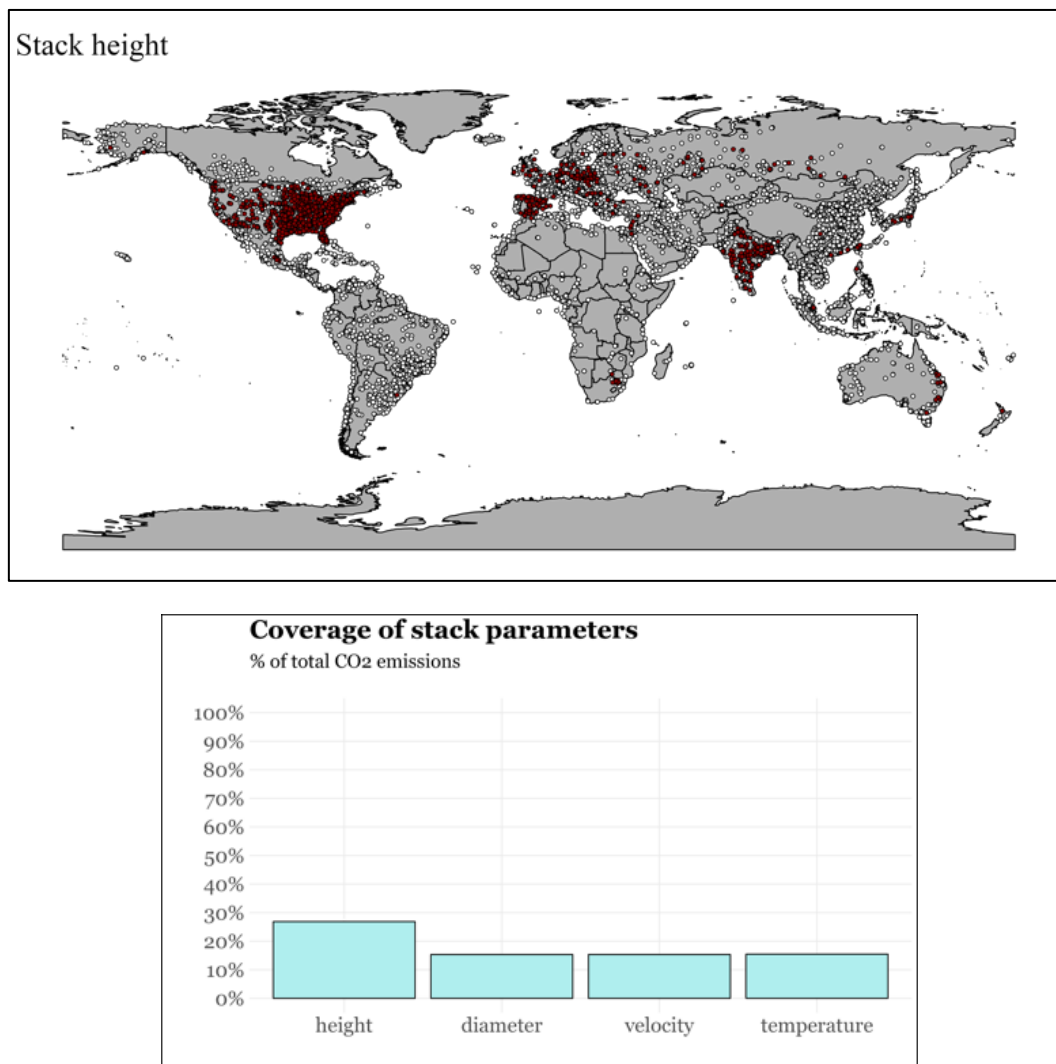 Stack height
Coverage of stack parameters
% of total CO2 emissions
100%
90%
80%
70%
60%
50%
40%
30%
20%
10%
0%
height diameter velocity temperature